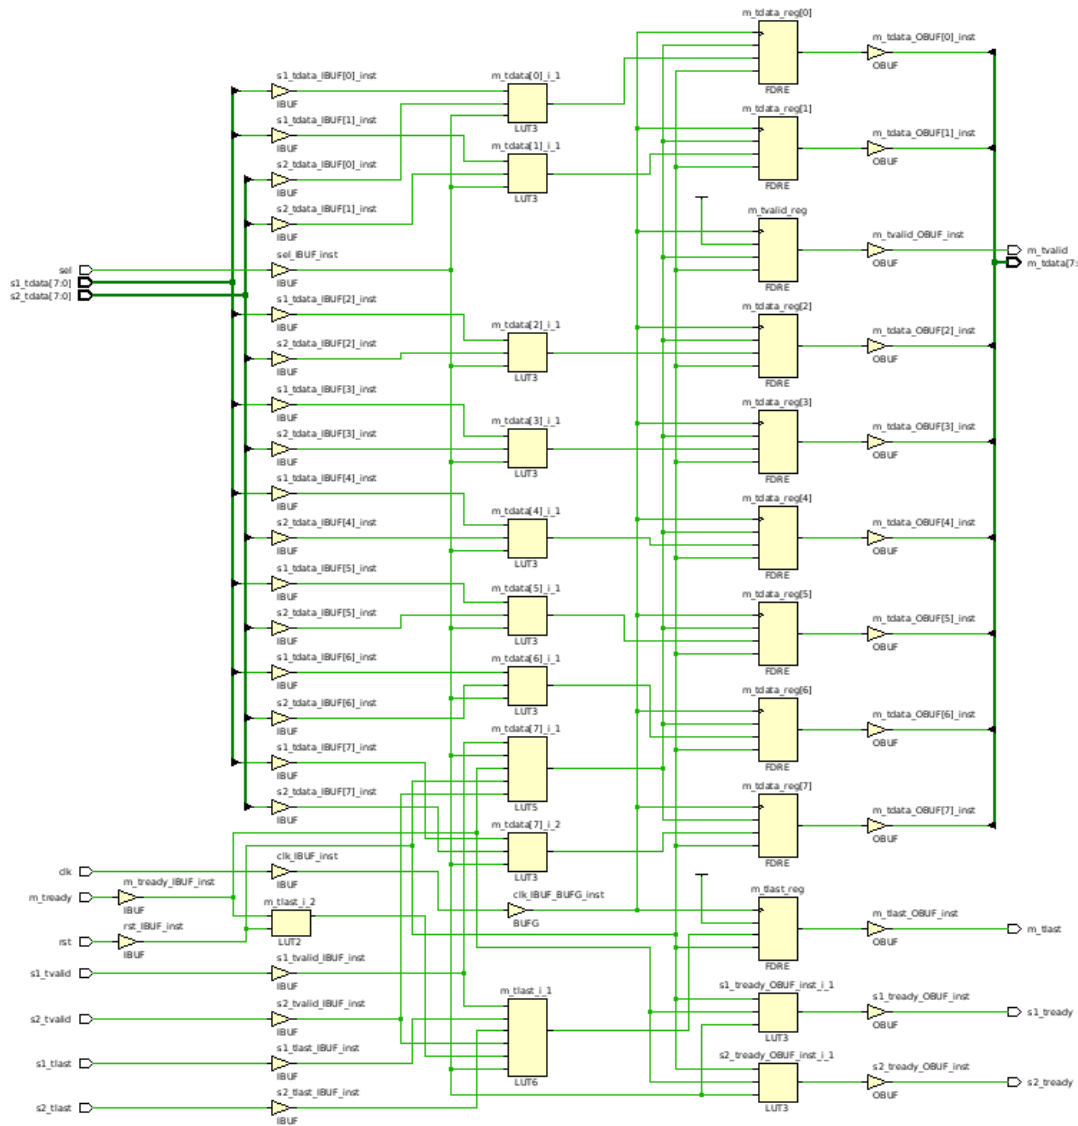 m_tdata_reg[0]
m_tdata_OBUF[0]_inst
OBUF
FDRE
s1_tdata_IBUF[0]_inst
IBUF
m_tdata[0]_i_1
LUT3
m_tdata_reg[1]
m_tdata_OBUF[1]_inst
OBUF
FDRE
s1_tdata_IBUF[1]_inst
IBUF
m_tdata[1]_i_1
LUT3
s2_tdata_IBUF[0]_inst
IBUF
s2_tdata_IBUF[1]_inst
IBUF
m_tvalid_reg
m_tvalid_OBUF_inst
OBUF
FDRE
m_tvalid
m_tdata[7:
sel_IBUF_inst
IBUF
sel
s1_tdata[7:0]
s2_tdata[7:0]
s1_tdata_IBUF[2]_inst
IBUF
m_tdata_reg[2]
m_tdata_OBUF[2]_inst
OBUF
FDRE
m_tdata[2]_i_1
LUT3
s2_tdata_IBUF[2]_inst
IBUF
s1_tdata_IBUF[3]_inst
IBUF
m_tdata_reg[3]
m_tdata_OBUF[3]_inst
OBUF
FDRE
m_tdata[3]_i_1
LUT3
s2_tdata_IBUF[3]_inst
IBUF
s1_tdata_IBUF[4]_inst
IBUF
m_tdata_reg[4]
m_tdata_OBUF[4]_inst
OBUF
FDRE
m_tdata[4]_i_1
LUT3
s2_tdata_IBUF[4]_inst
IBUF
s1_tdata_IBUF[5]_inst
IBUF
m_tdata[5]_i_1
LUT3
m_tdata_reg[5]
m_tdata_OBUF[5]_inst
OBUF
FDRE
s2_tdata_IBUF[5]_inst
IBUF
s1_tdata_IBUF[6]_inst
IBUF
m_tdata[6]_i_1
LUT3
m_tdata_reg[6]
m_tdata_OBUF[6]_inst
OBUF
FDRE
s2_tdata_IBUF[6]_inst
IBUF
m_tdata[7]_i_1
LUT5
s1_tdata_IBUF[7]_inst
IBUF
m_tdata_reg[7]
m_tdata_OBUF[7]_inst
OBUF
FDRE
s2_tdata_IBUF[7]_inst
IBUF
m_tdata[7]_i_2
LUT3
clk
clk_IBUF_inst
IBUF
m_tready
m_tready_IBUF_inst
IBUF
clk_IBUF_BUFG_inst
BUFG
m_tlast_i_2
LUT2
rst
rst_IBUF_inst
IBUF
m_tlast_reg
m_tlast_OBUF_inst
OBUF
FDRE
m_tlast
s1_tvalid
s1_tvalid_IBUF_inst
IBUF
m_tlast_i_1
LUT6
s1_tready_OBUF_inst_i_1
LUT3
s1_tready_OBUF_inst
OBUF
s1_tready
s2_tvalid
s2_tvalid_IBUF_inst
IBUF
s1_tlast
s1_tlast_IBUF_inst
IBUF
s2_tready_OBUF_inst_i_1
LUT3
s2_tready_OBUF_inst
OBUF
s2_tready
s2_tlast
s2_tlast_IBUF_inst
IBUF